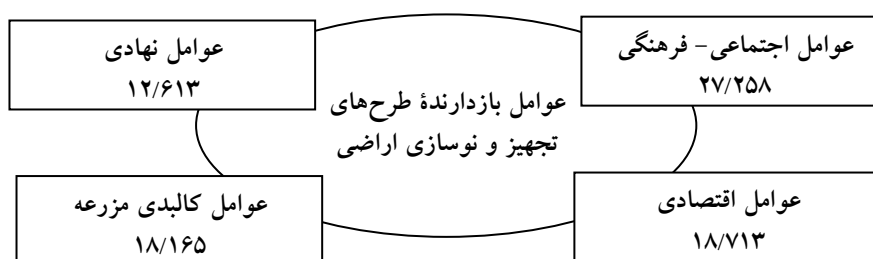 عوامل اجتماعی- فرهنگی
۲۷/۲۵۸
عوامل نهادی
۱۲/۶۱۳
عوامل بازدارندهٔ طرح‌های
تجهیز و نوسازی اراضی
عوامل اقتصادی
۱۸/۷۱۳
عوامل کالبدی مزرعه
۱۸/۱۶۵